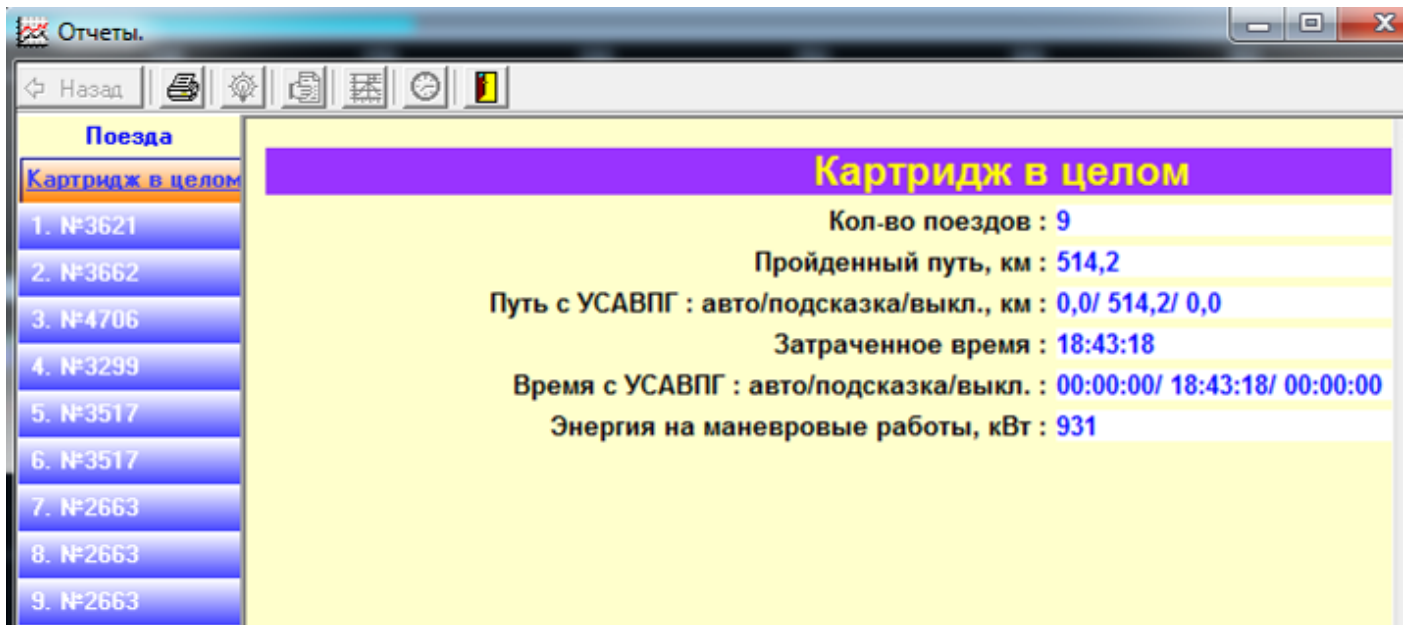 Отчеты.
Назад
Поезда
Картридж в целом
1. №3621
2. №3662
3. №4706
4. №3299
5. №3517
6. №3517
7. №2663
8. №2663
9. №2663
Картридж в целом
Кол-во поездов : 9
Пройденный путь, км : 514,2
Путь с УСАВПГ : авто/подсказка/выкл., км : 0,0/ 514,2/ 0,0
Затраченное время : 18:43:18
Время с УСАВПГ : авто/подсказка/выкл. : 00:00:00/ 18:43:18/ 00:00:00
Энергия на маневровые работы, кВт : 931